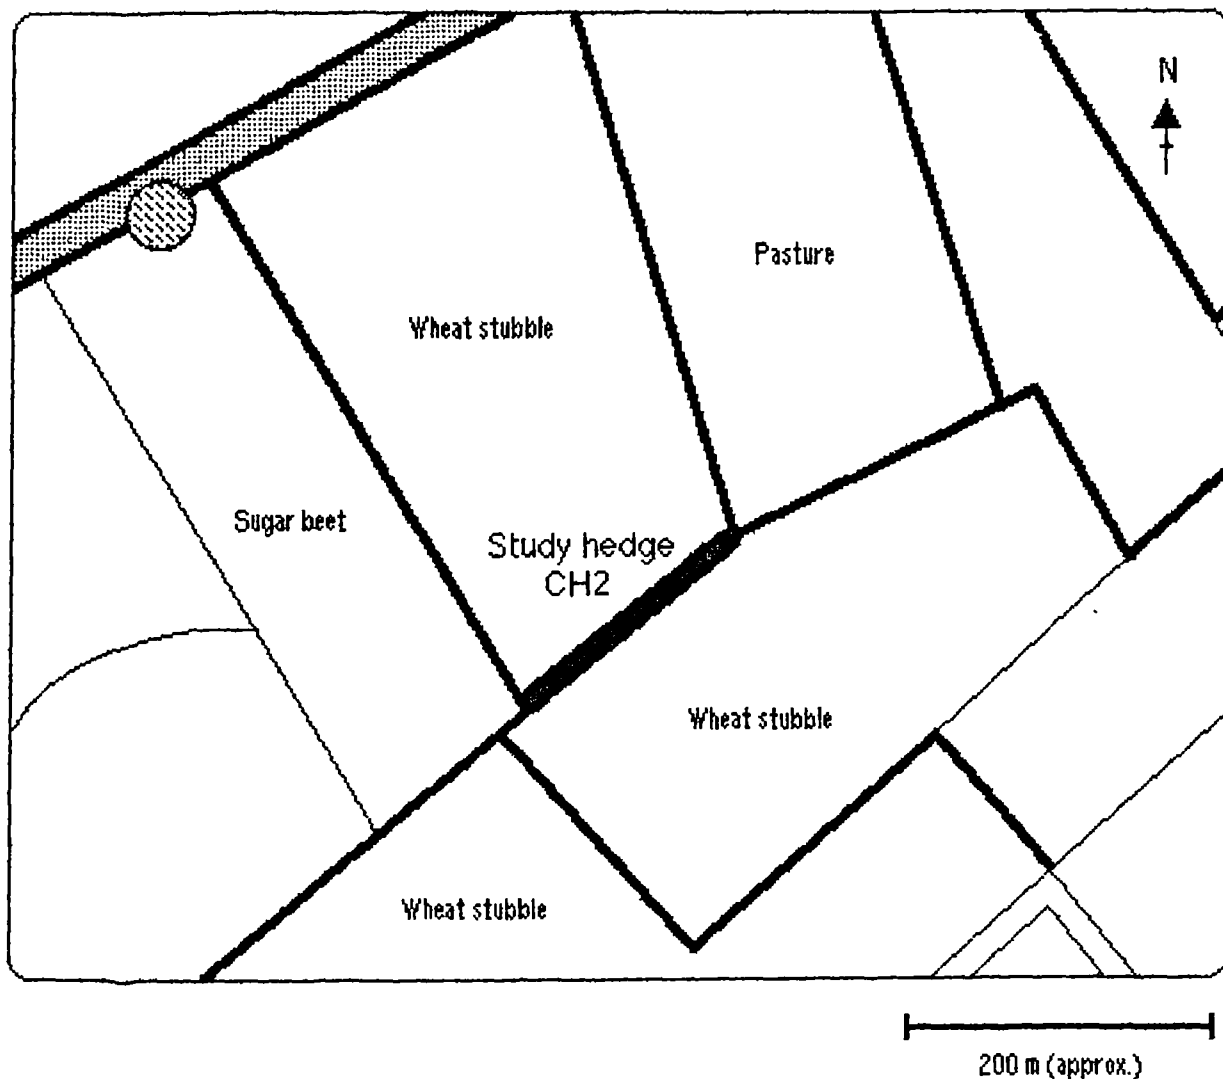 N
Pasture
Wheat stubble
Sugar beet
Study hedge
CH2
Wheat stubble
Wheat stubble
200 m (approx.)